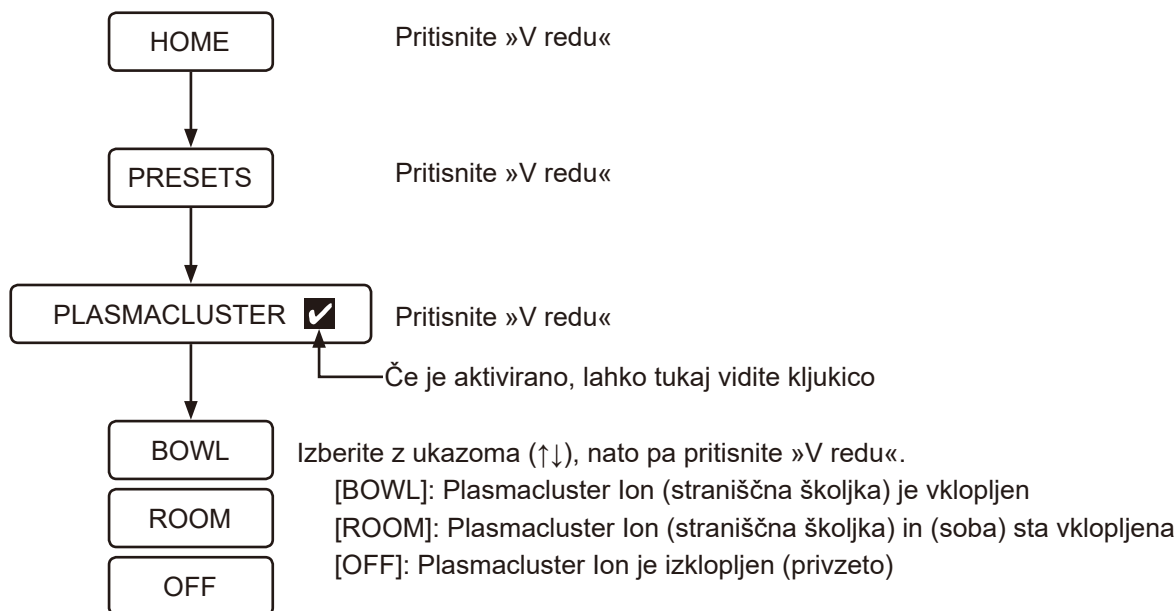 HOME
Pritisnite »V redu«
PRESETS
Pritisnite »V redu«
PLASMACLUSTER ✔
Pritisnite »V redu«
Če je aktivirano, lahko tukaj vidite kljukico
BOWL
Izberite z ukazoma (↑↓), nato pa pritisnite »V redu«.
[BOWL]: Plasmacluster Ion (straniščna školjka) je vklopljen
ROOM
[ROOM]: Plasmacluster Ion (straniščna školjka) in (soba) sta vklopljena
[OFF]: Plasmacluster Ion je izklopljen (privzeto)
OFF